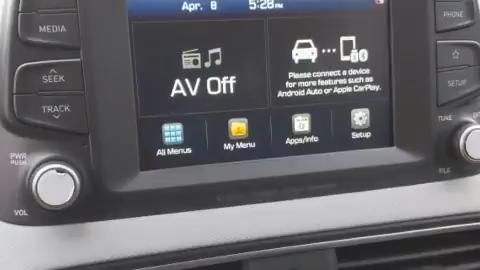 Apr. 8 5:28PM
MEDIA
PHONE
SEEK
TRACK
AV Off
Please connect a device
for more features such as
Android Auto or Apple CarPlay.
☆
SETUP
All Menus
My Menu
Apps/Info
Setup
PWR
PUSH
VOL
TUNE
FILE